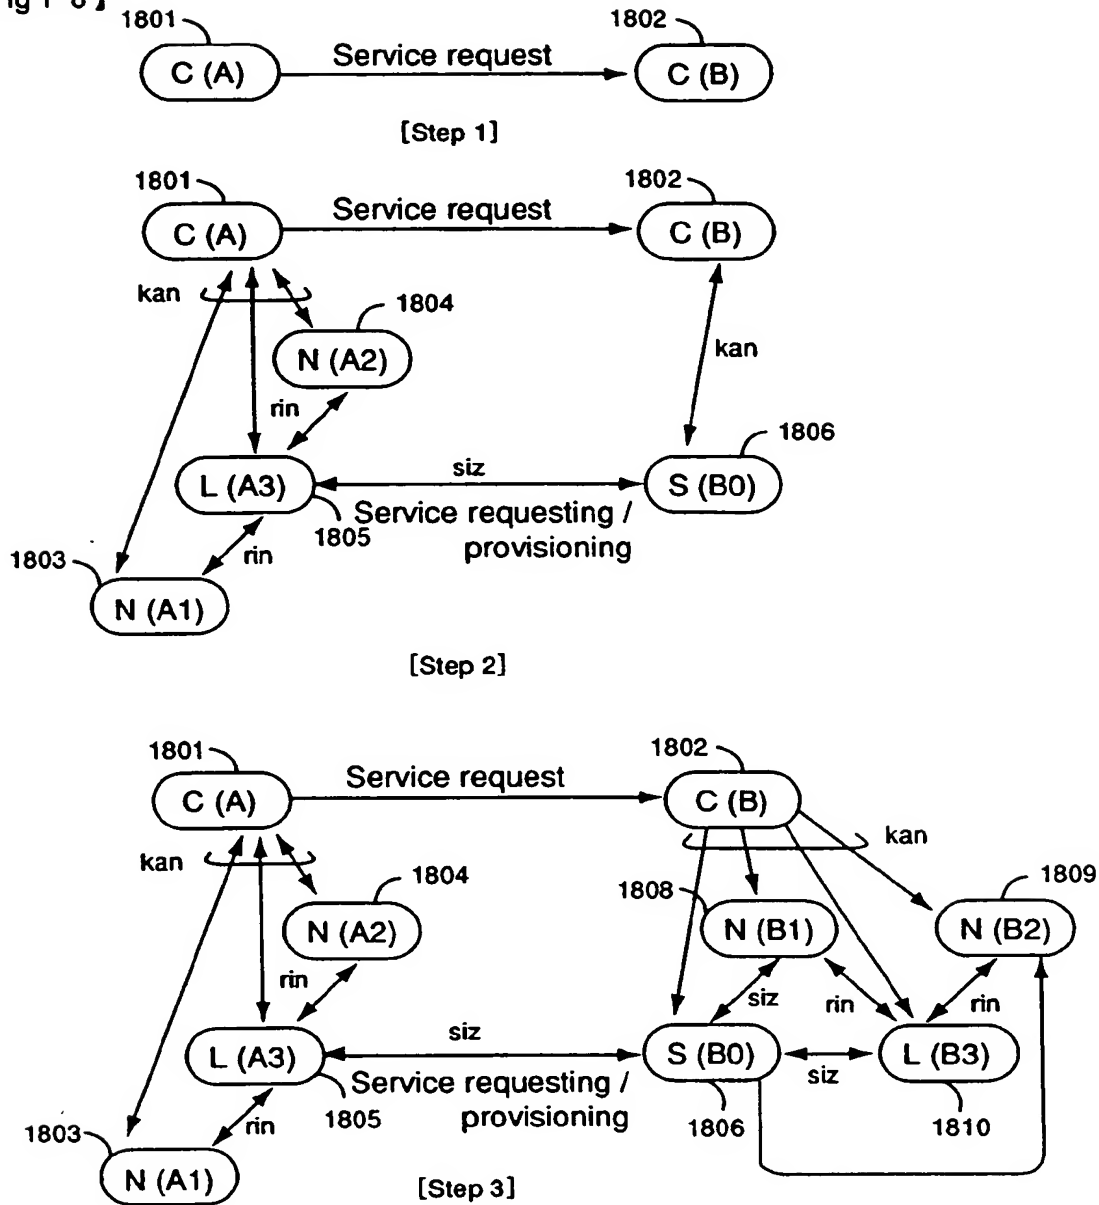 ng 1 8 】
1801
1802
C (A)
Service request
C (B)
[Step 1]
1801
1802
C (A)
Service request
C (B)
kan
1804
N (A2)
kan
rin
1806
L (A3)
siz
S (B0)
1805
Service requesting /
provisioning
1803
rin
N (A1)
[Step 2]
1801
1802
C (A)
Service request
C (B)
kan
kan
1804
1808
1809
N (A2)
N (B1)
N (B2)
rin
siz
rin
rin
L (A3)
siz
S (B0)
siz
L (B3)
Service requesting /
provisioning
1805
1806
1810
1803
rin
N (A1)
[Step 3]